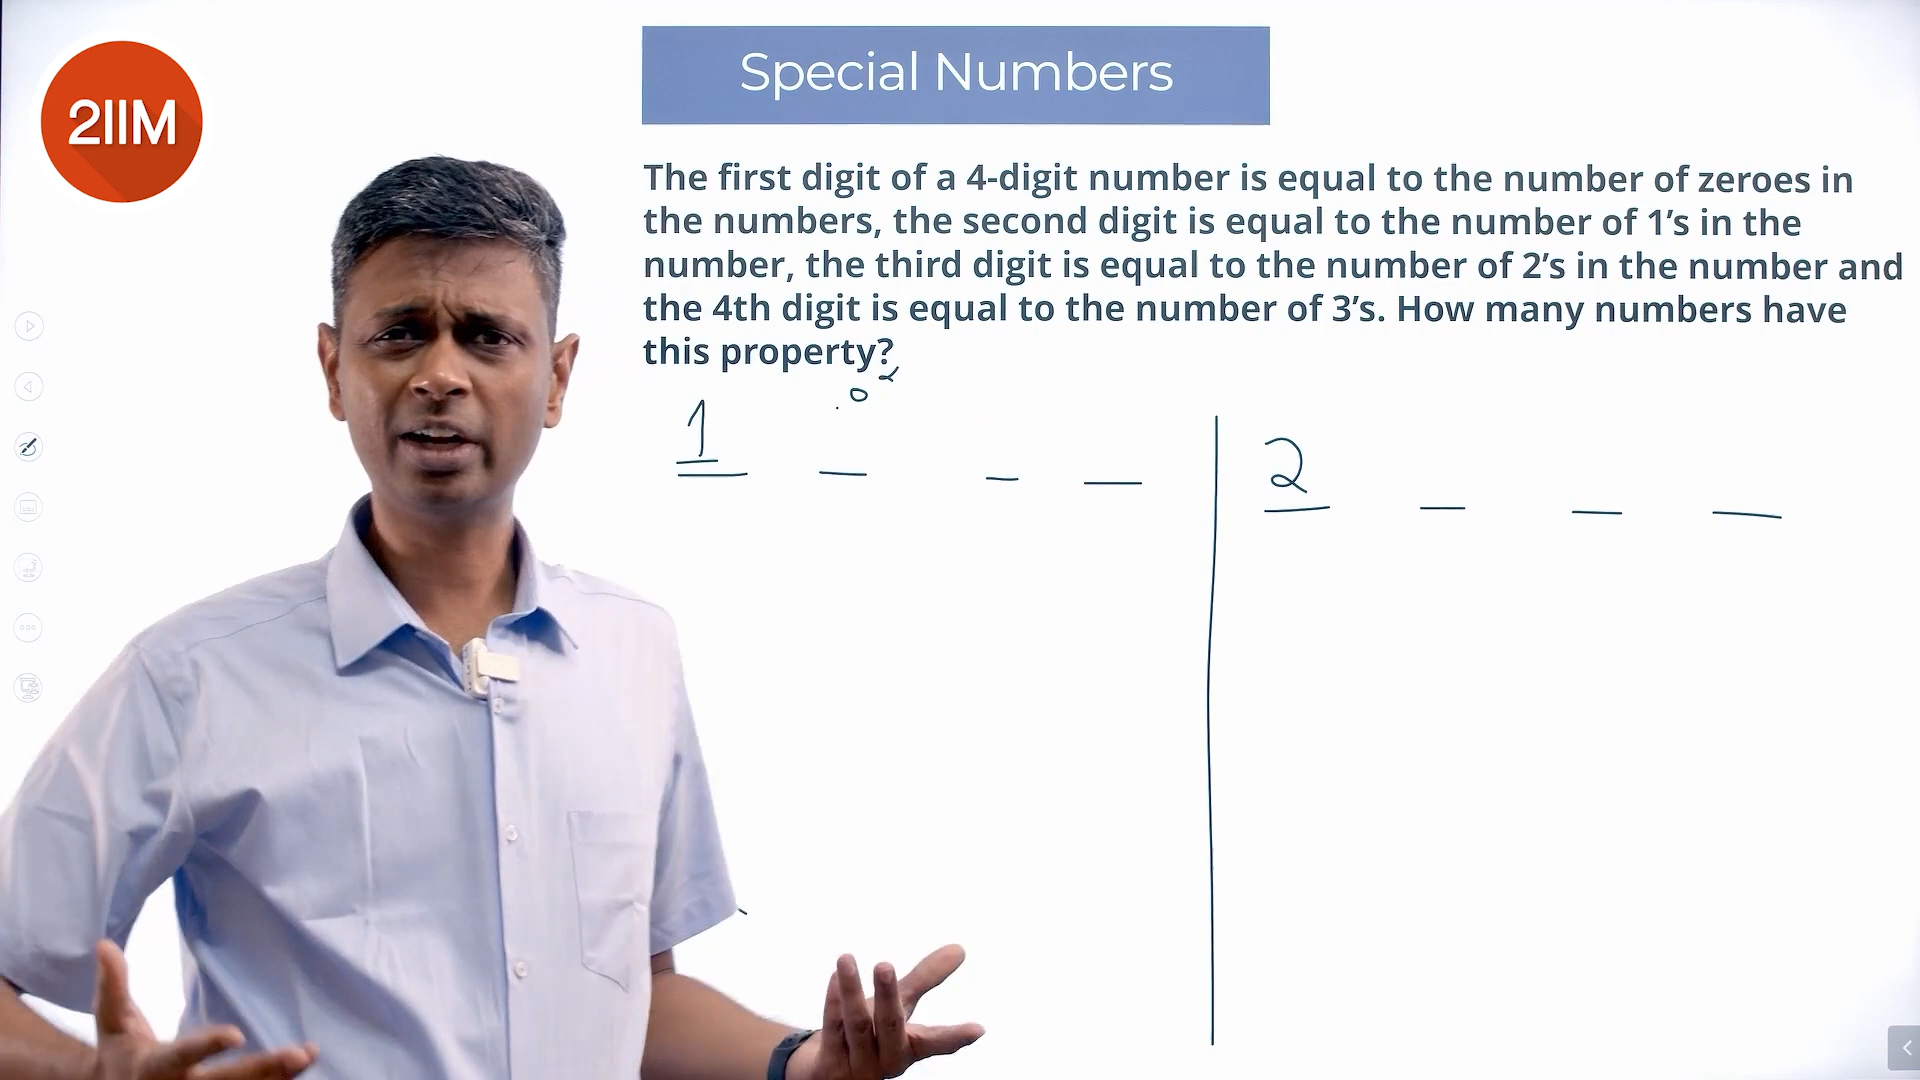 2IIM
Special Numbers
The first digit of a 4-digit number is equal to the number of zeroes in
the numbers, the second digit is equal to the number of 1’s in the
number, the third digit is equal to the number of 2’s in the number and
the 4th digit is equal to the number of 3’s. How many numbers have
this property?
0 2
1 _ _ _
2 _ _ _